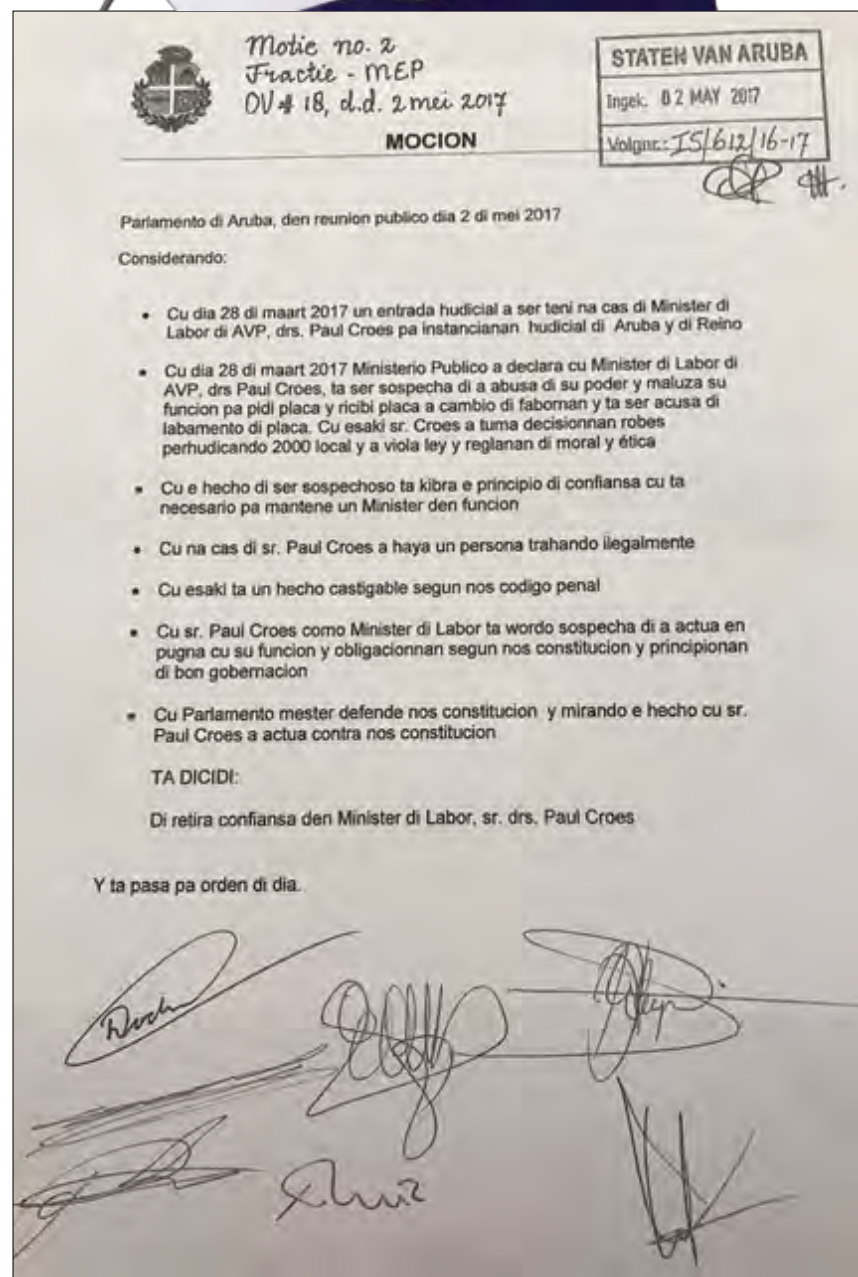 Motie no. 2
Fractie - MEP
OV# 18, d.d. 2 mei 2017
MOCION
STATEN VAN ARUBA
Ingek. 02 MAY 2017
Volgnr.: IS/612/16-17
Parlamento di Aruba, den reunion publico dia 2 di mei 2017
Considerando:
• Cu dia 28 di maart 2017 un entrada hudicial a ser teni na cas di Minister di
Labor di AVP, drs. Paul Croes pa instancianan hudicial di Aruba y di Reino
• Cu dia 28 di maart 2017 Ministerio Publico a declara cu Minister di Labor di
AVP, drs Paul Croes, ta ser sospecha di a abusa di su poder y maluza su
funcion pa pidi placa y ricibi placa a cambio di fabornan y ta ser acusa di
labamento di placa. Cu esaki sr. Croes a tuma decisionnan robes
perhudicando 2000 local y a viola ley y reglanan di moral y ética
• Cu e hecho di ser sospechoso ta kibra e principio di confiansa cu ta
necesario pa mantene un Minister den funcion
• Cu na cas di sr. Paul Croes a haya un persona trahando ilegalmente
• Cu esaki ta un hecho castigable segun nos codigo penal
• Cu sr. Paul Croes como Minister di Labor ta wordo sospecha di a actua en
pugna cu su funcion y obligacionnan segun nos constitucion y principionan
di bon gobernacion
• Cu Parlamento mester defende nos constitucion y mirando e hecho cu sr.
Paul Croes a actua contra nos constitucion
TA DICIDI:
Di retira confiansa den Minister di Labor, sr. drs. Paul Croes
Y ta pasa pa orden di dia.